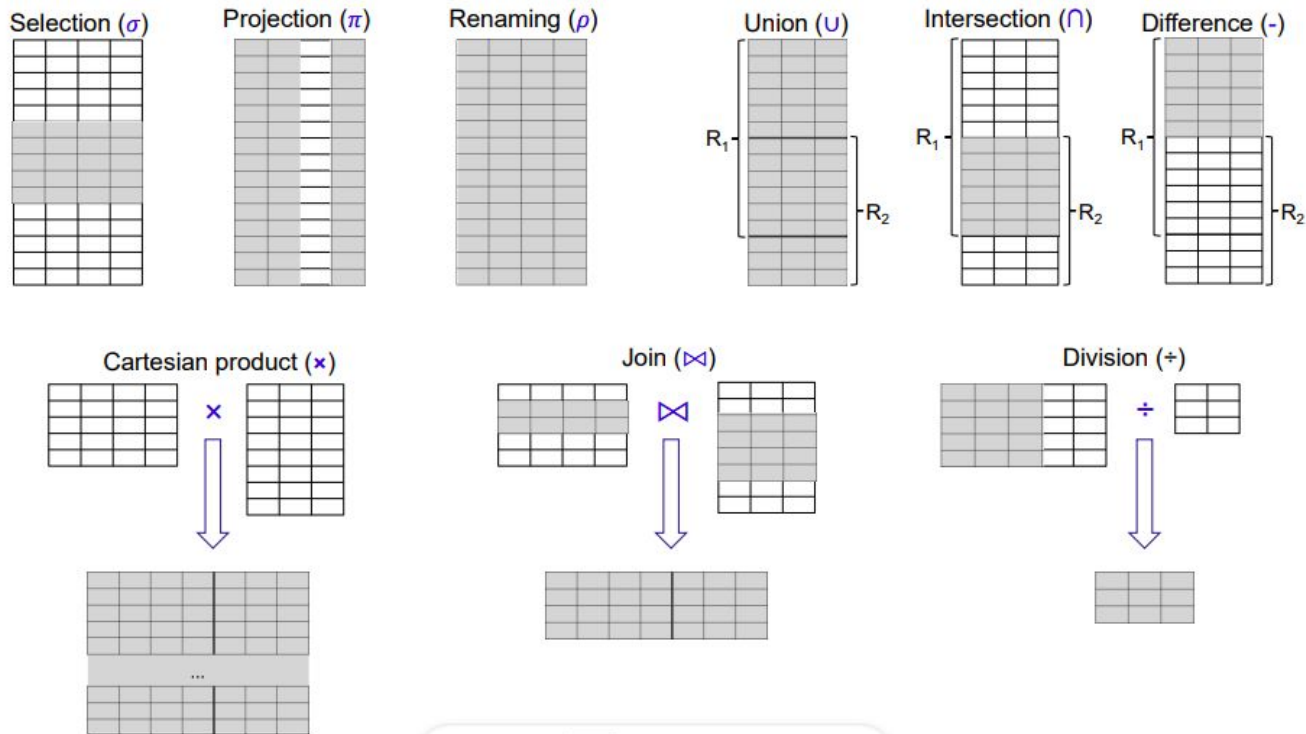 Selection (σ)
Projection (π)
Renaming (ρ)
Union (∪)
Intersection (∩)
Difference (-)
R₁
R₂
R₁
R₂
R₁
R₂
Cartesian product (×)
Join (⋈)
Division (÷)
×
⋈
÷
...